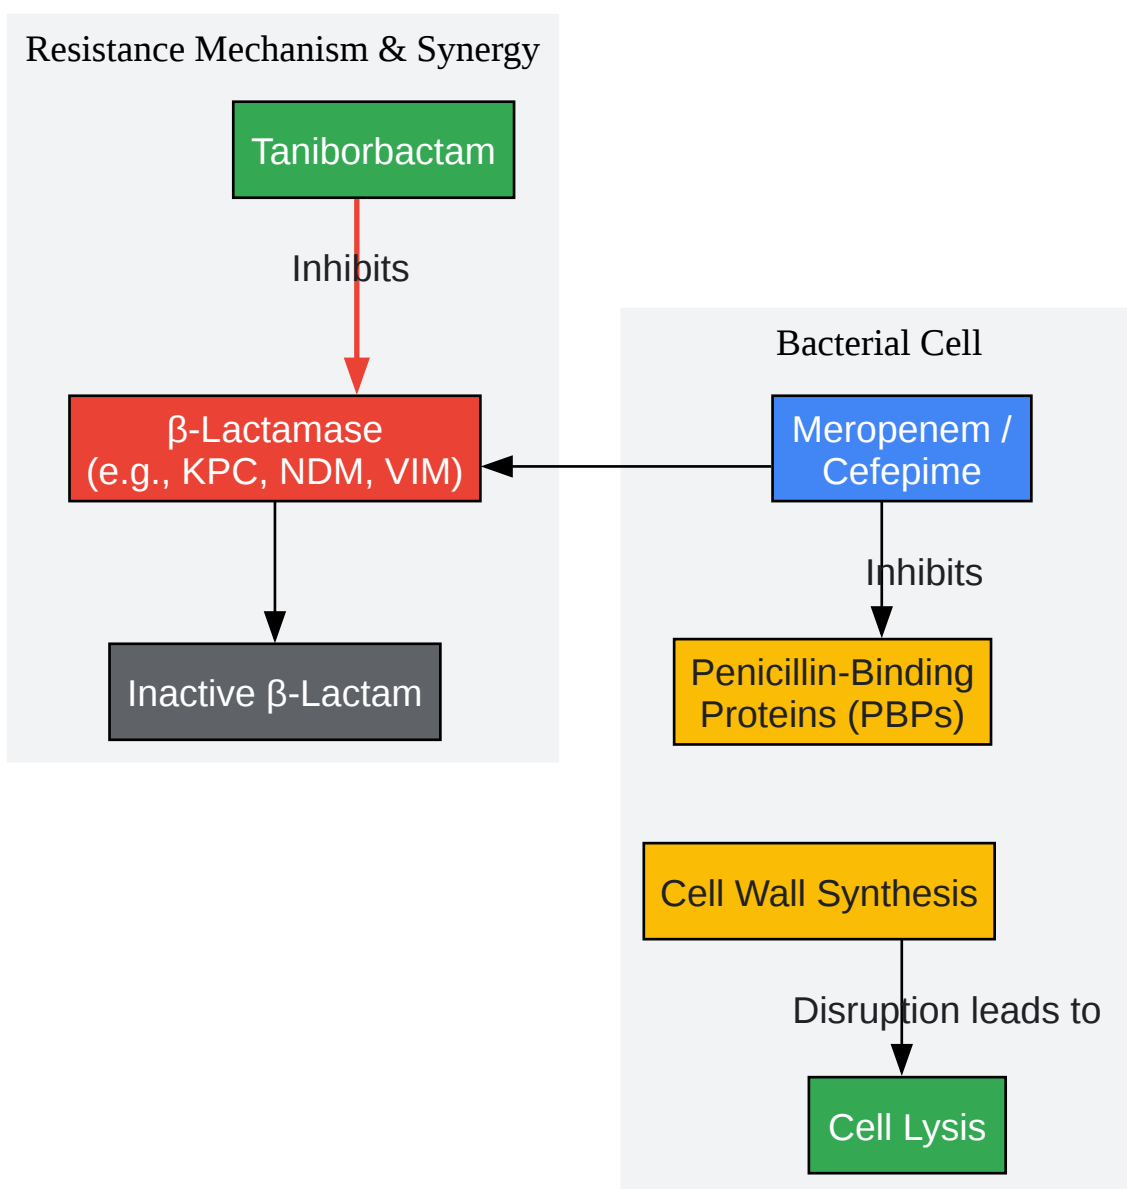 Resistance Mechanism & Synergy
Taniborbactam
Inhibits
β-Lactamase
(e.g., KPC, NDM, VIM)
Inactive β-Lactam
Bacterial Cell
Meropenem /
Cefepime
Inhibits
Penicillin-Binding
Proteins (PBPs)
Cell Wall Synthesis
Disruption leads to
Cell Lysis